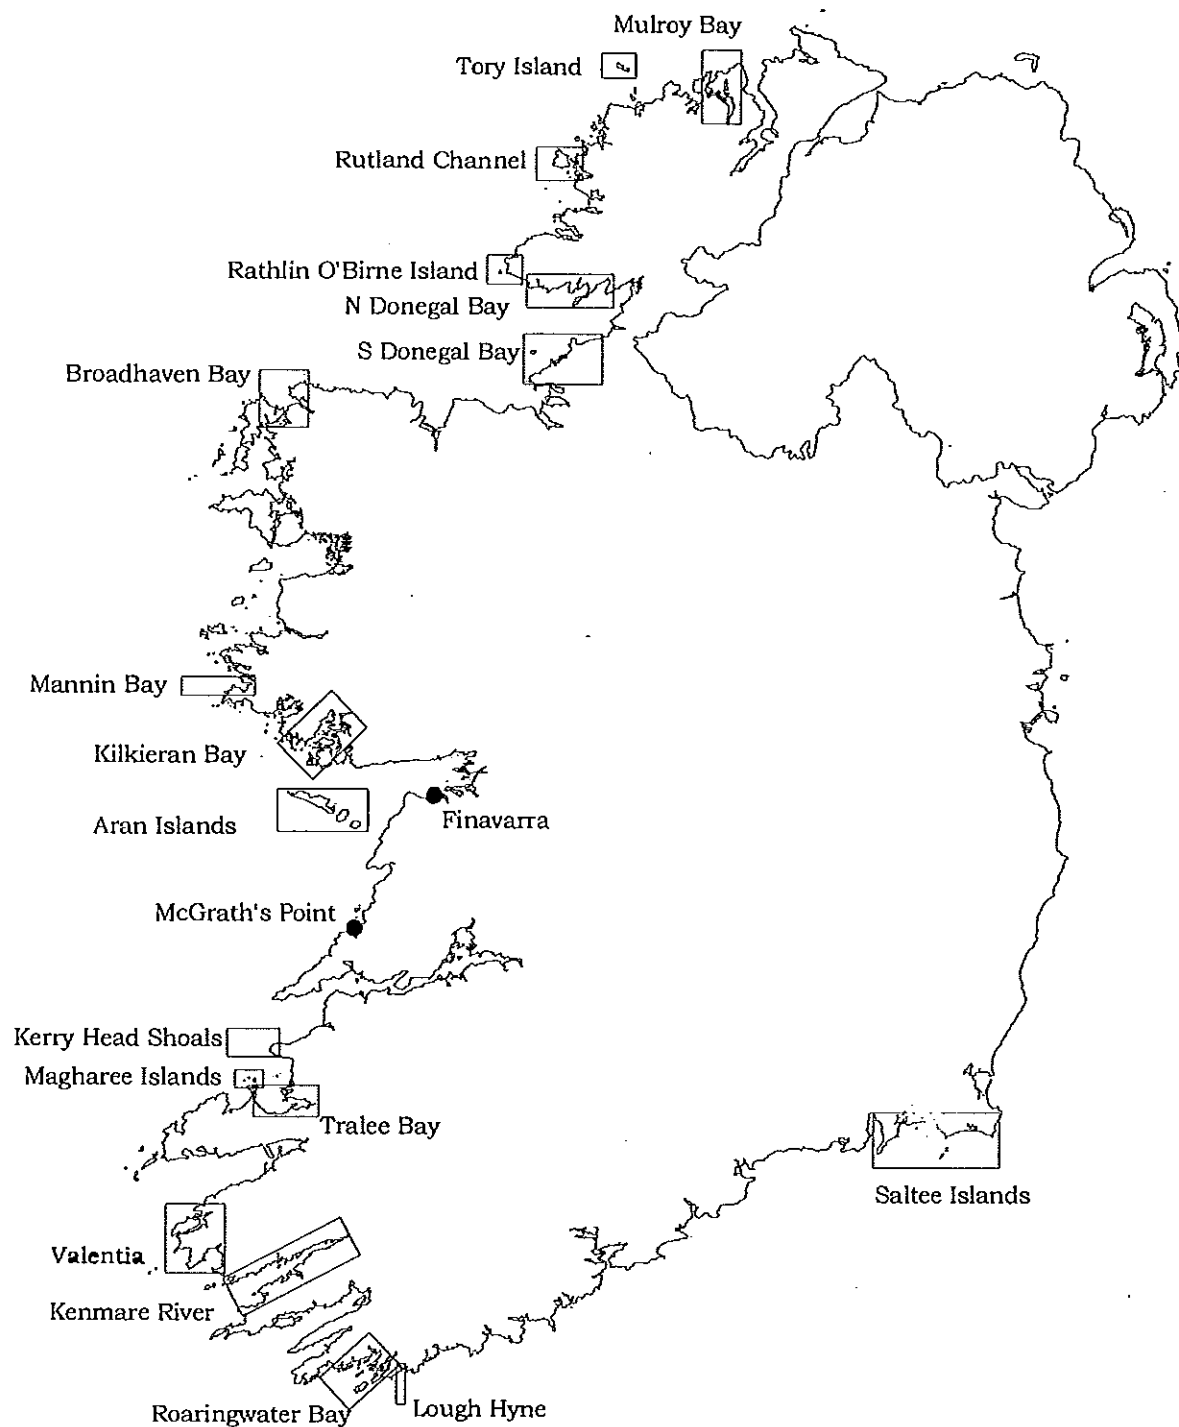 Mulroy Bay
Tory Island
Rutland Channel
Rathlin O'Birne Island
N Donegal Bay
S Donegal Bay
Broadhaven Bay
Mannin Bay
Kilkieran Bay
Aran Islands
Finavarra
McGrath's Point
Kerry Head Shoals
Magharee Islands
Tralee Bay
Saltee Islands
Valentia
Kenmare River
Roaringwater Bay
Lough Hyne